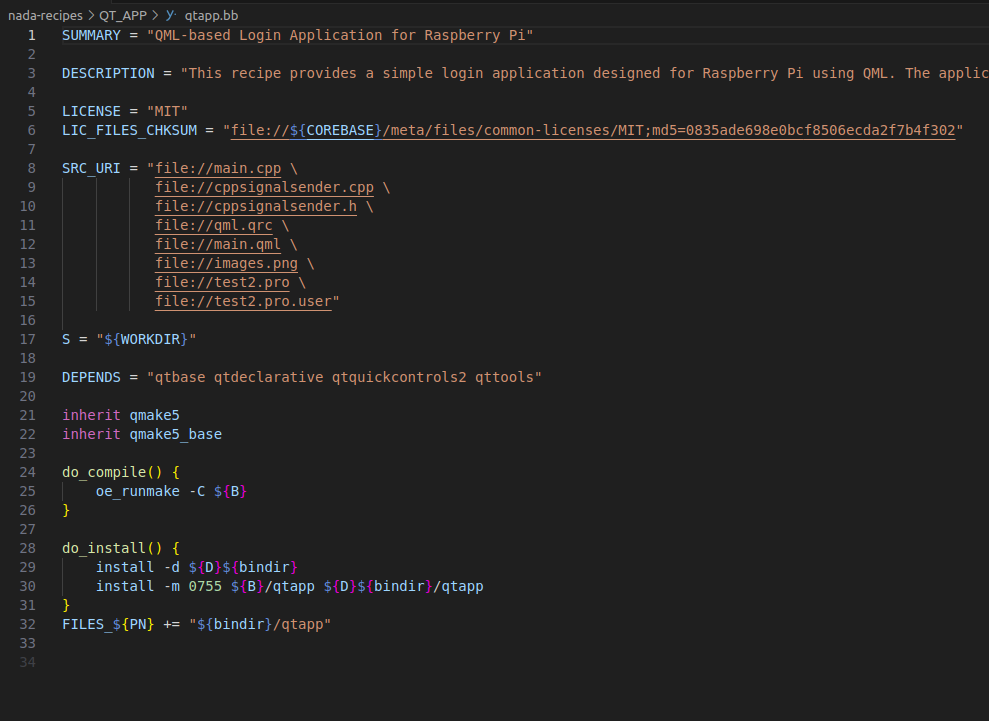 nada-recipes > QT_APP > qtapp.bb
1 SUMMARY = "QML-based Login Application for Raspberry Pi"
2
3 DESCRIPTION = "This recipe provides a simple login application designed for Raspberry Pi using QML. The applic
4
5 LICENSE = "MIT"
6 LIC_FILES_CHKSUM = "file://${COREBASE}/meta/files/common-licenses/MIT;md5=0835ade698e0bcf8506ecda2f7b4f302"
7
8 SRC_URI = "file://main.cpp \
9            file://cppsignalsender.cpp \
10            file://cppsignalsender.h \
11            file://qml.qrc \
12            file://main.qml \
13            file://images.png \
14            file://test2.pro \
15            file://test2.pro.user"
16
17 S = "${WORKDIR}"
18
19 DEPENDS = "qtbase qtdeclarative qtquickcontrols2 qttools"
20
21 inherit qmake5
22 inherit qmake5_base
23
24 do_compile() {
25     oe_runmake -C ${B}
26 }
27
28 do_install() {
29     install -d ${D}${bindir}
30     install -m 0755 ${B}/qtapp ${D}${bindir}/qtapp
31 }
32 FILES_${PN} += "${bindir}/qtapp"
33
34